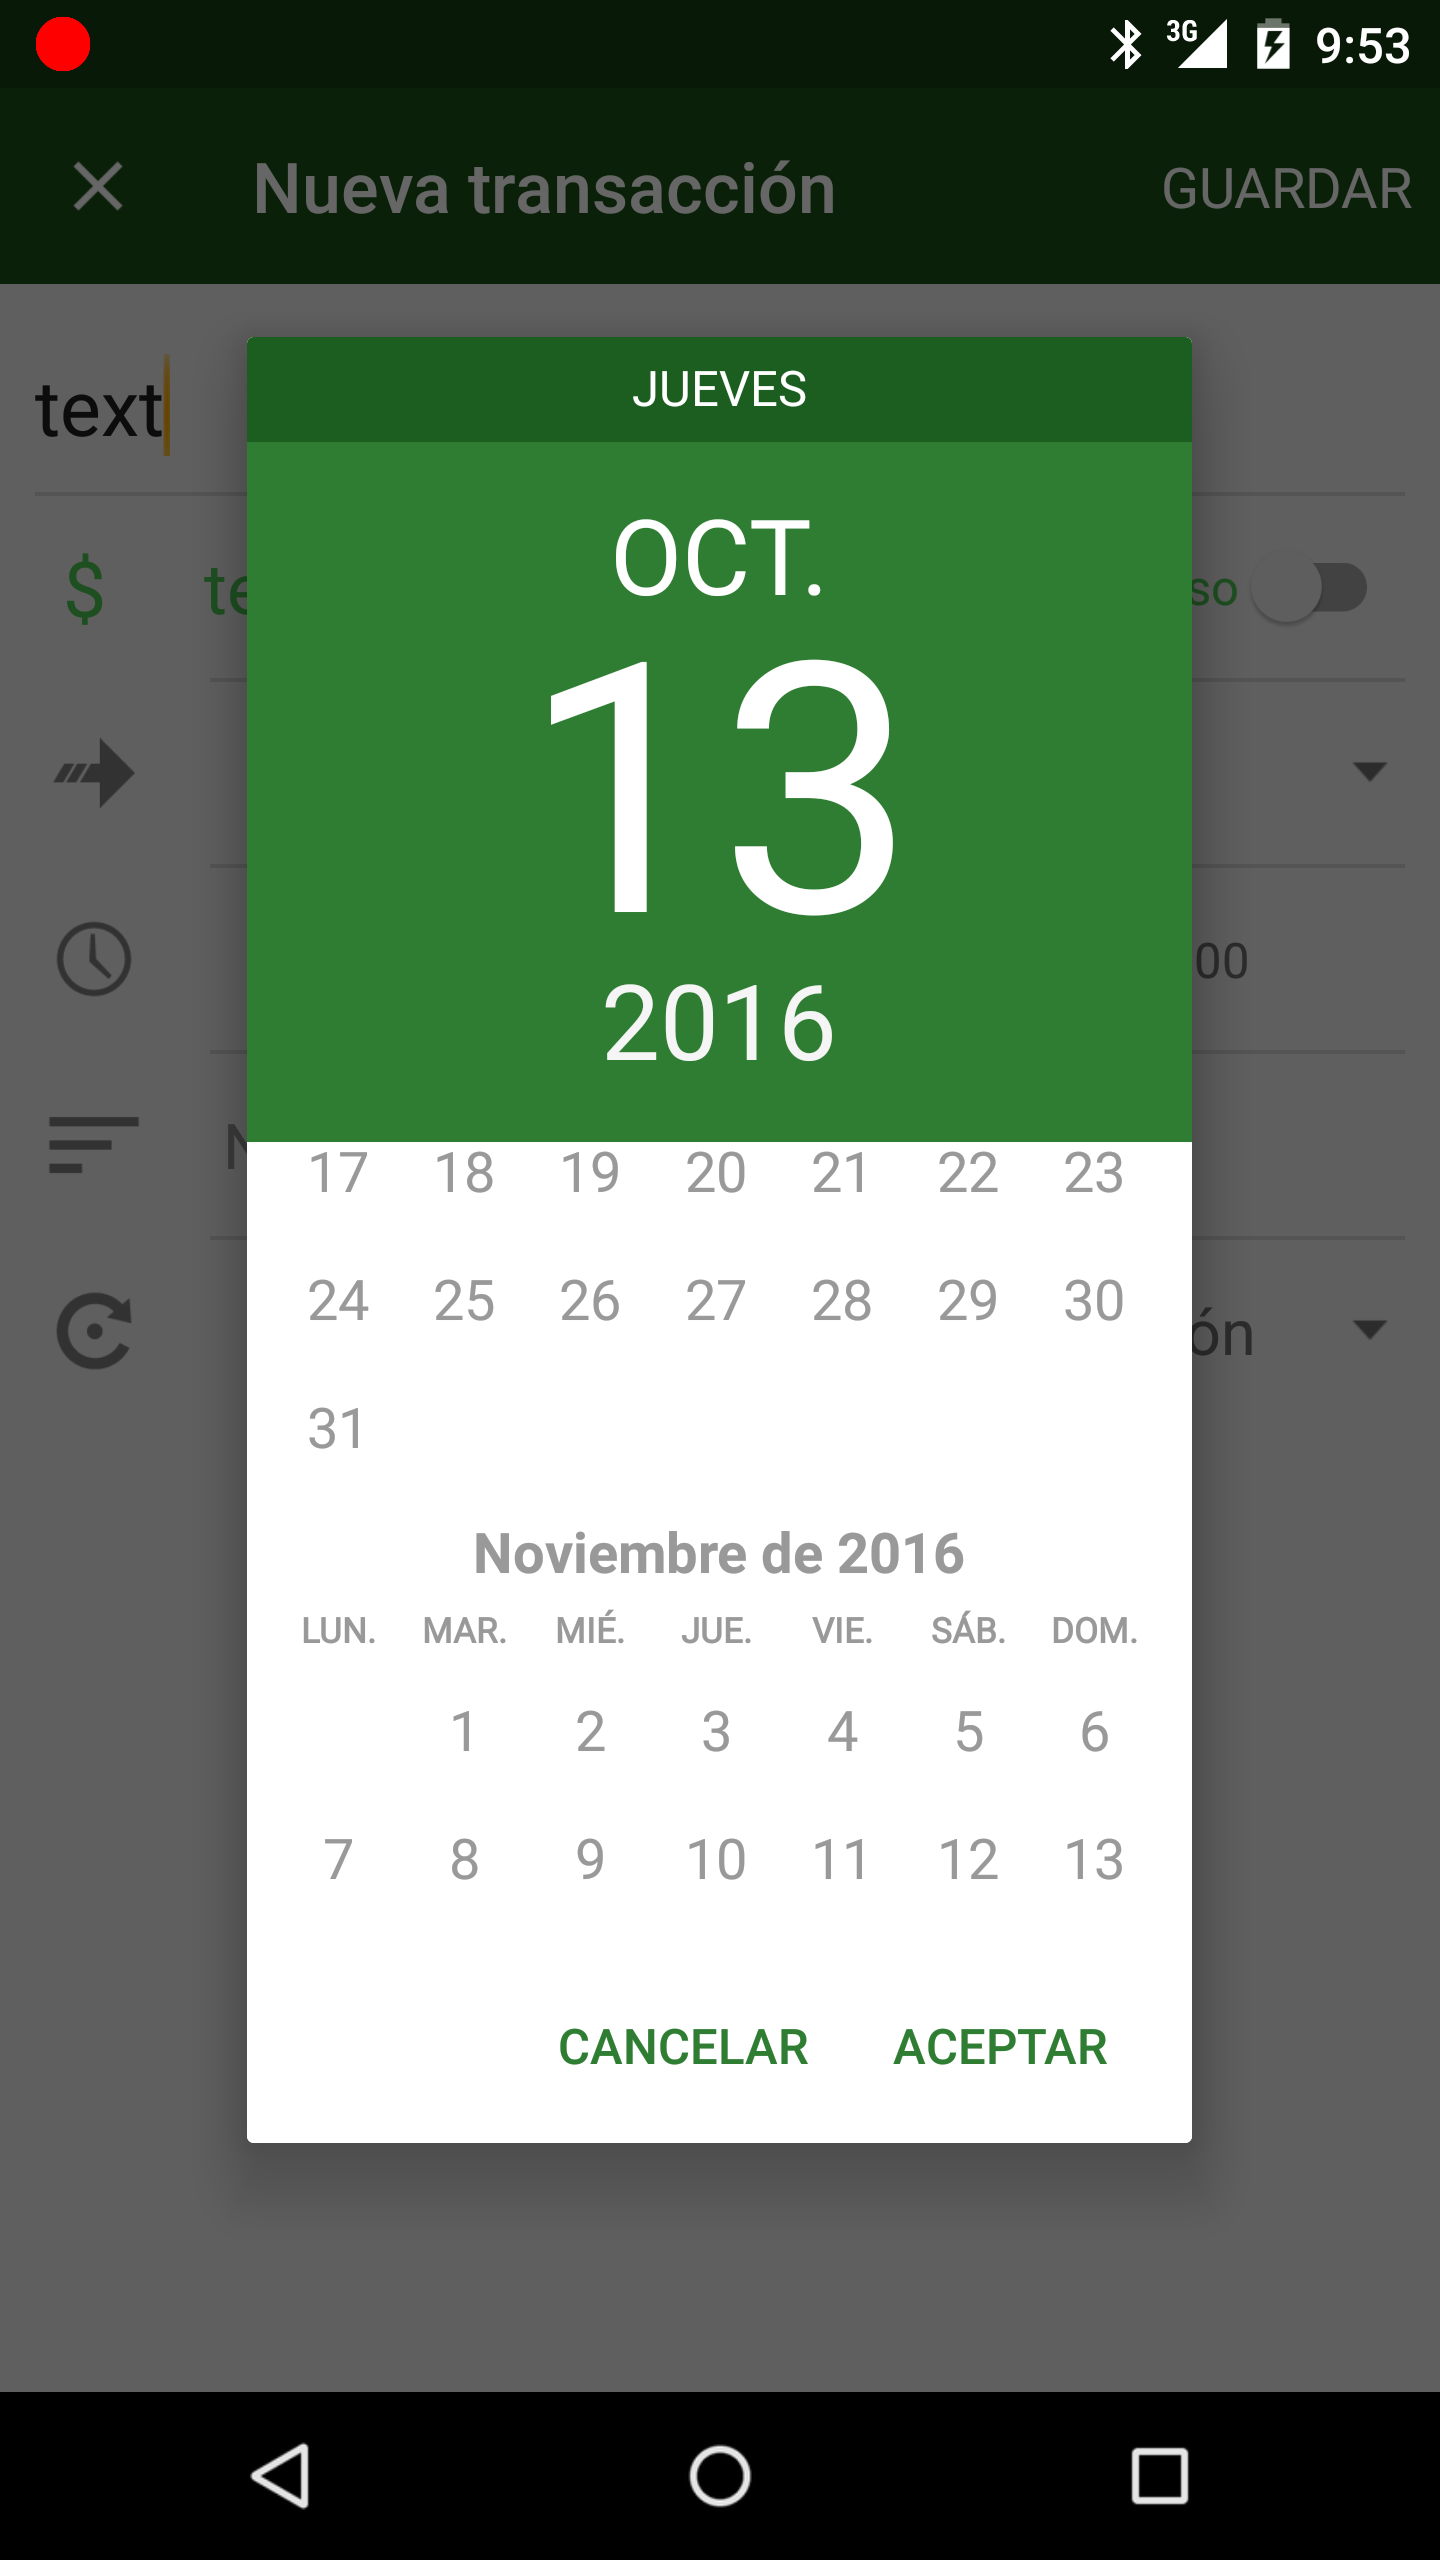 3G 9:53
Nueva transacción GUARDAR
text
JUEVES
OCT.
13
2016
$
00
17 18 19 20 21 22 23
24 25 26 27 28 29 30
31
Noviembre de 2016
LUN. MAR. MIÉ. JUE. VIE. SÁB. DOM.
1 2 3 4 5 6
7 8 9 10 11 12 13
CANCELAR ACEPTAR